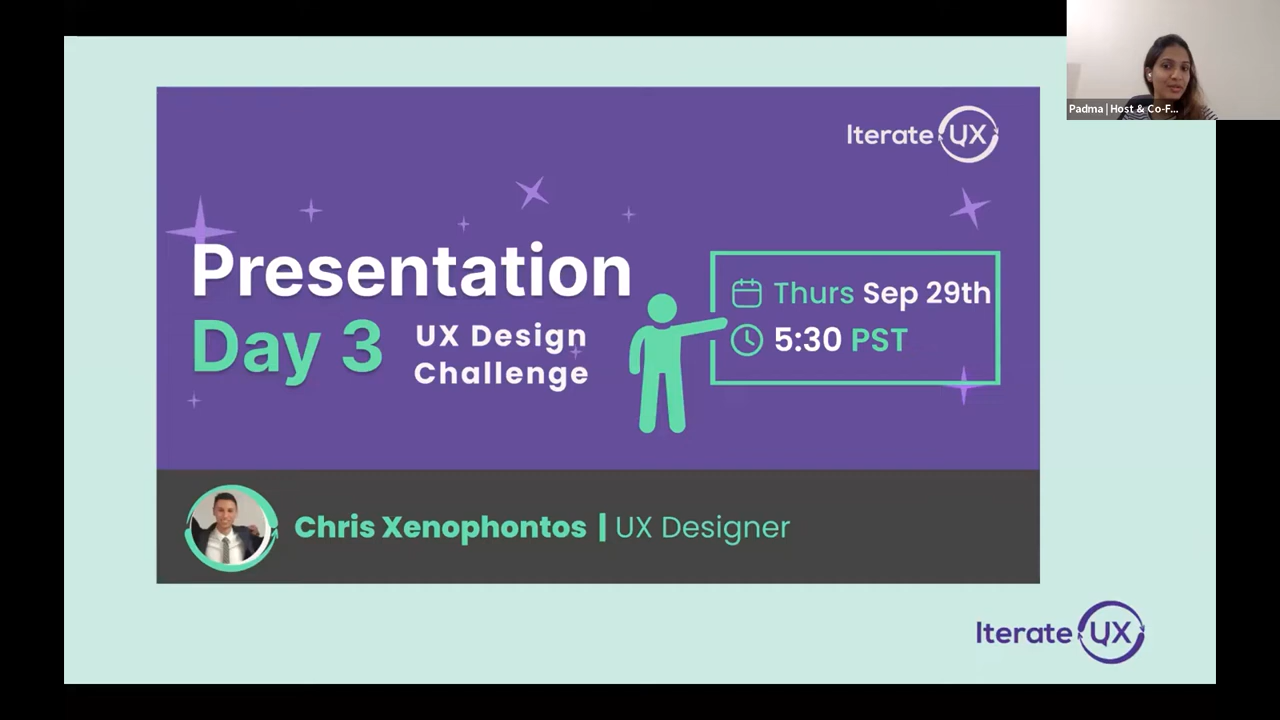 Padma | Host & Co-F...
Iterate UX
Presentation
Day 3
UX Design
Challenge
Thurs Sep 29th
5:30 PST
Chris Xenophontos | UX Designer
Iterate UX